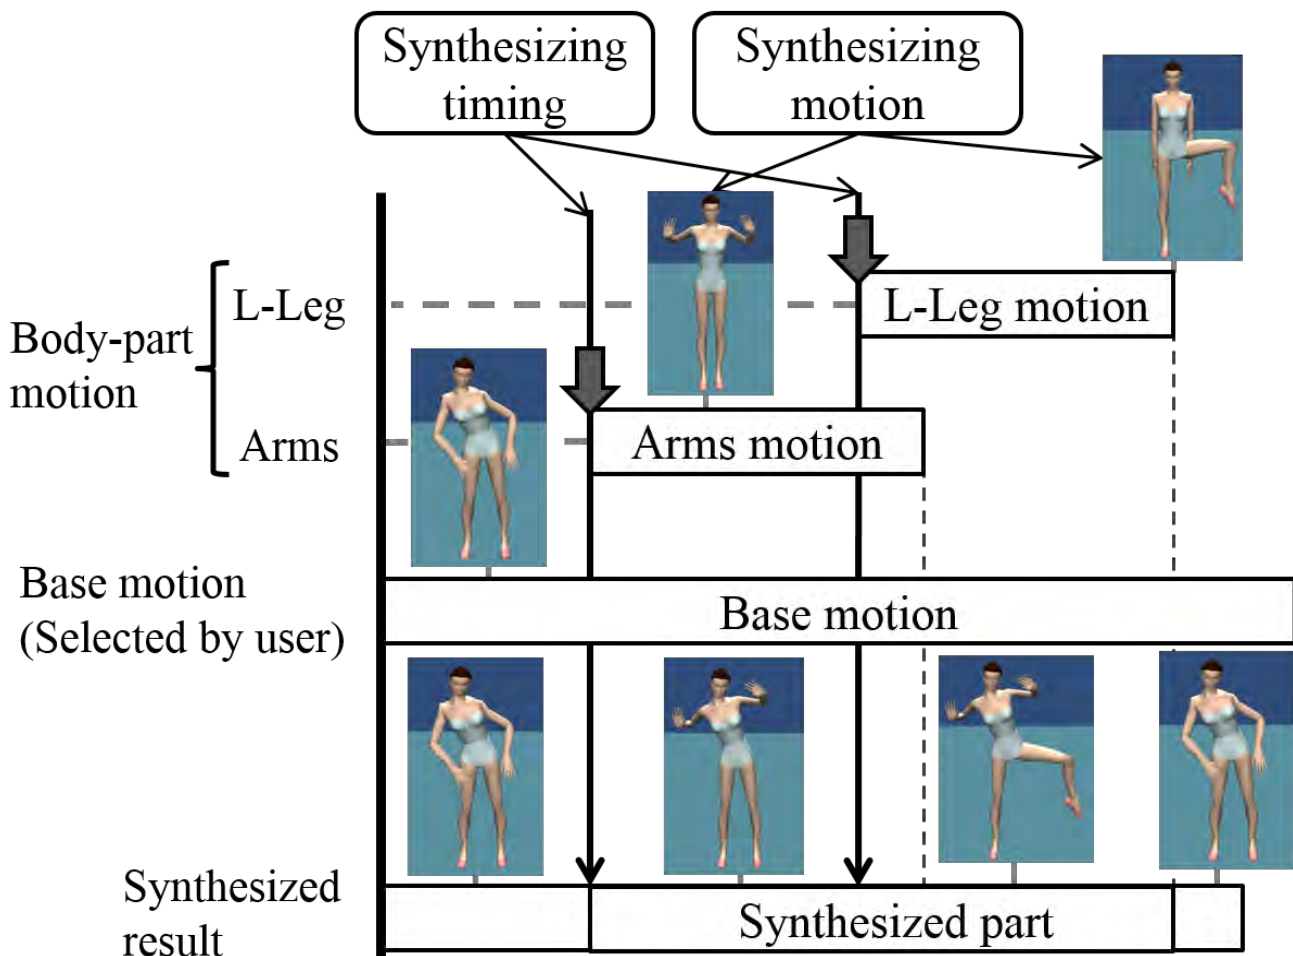 Synthesizing
timing
Synthesizing
motion
Body-part
motion
L-Leg
L-Leg motion
Arms
Arms motion
Base motion
(Selected by user)
Base motion
Synthesized
result
Synthesized part